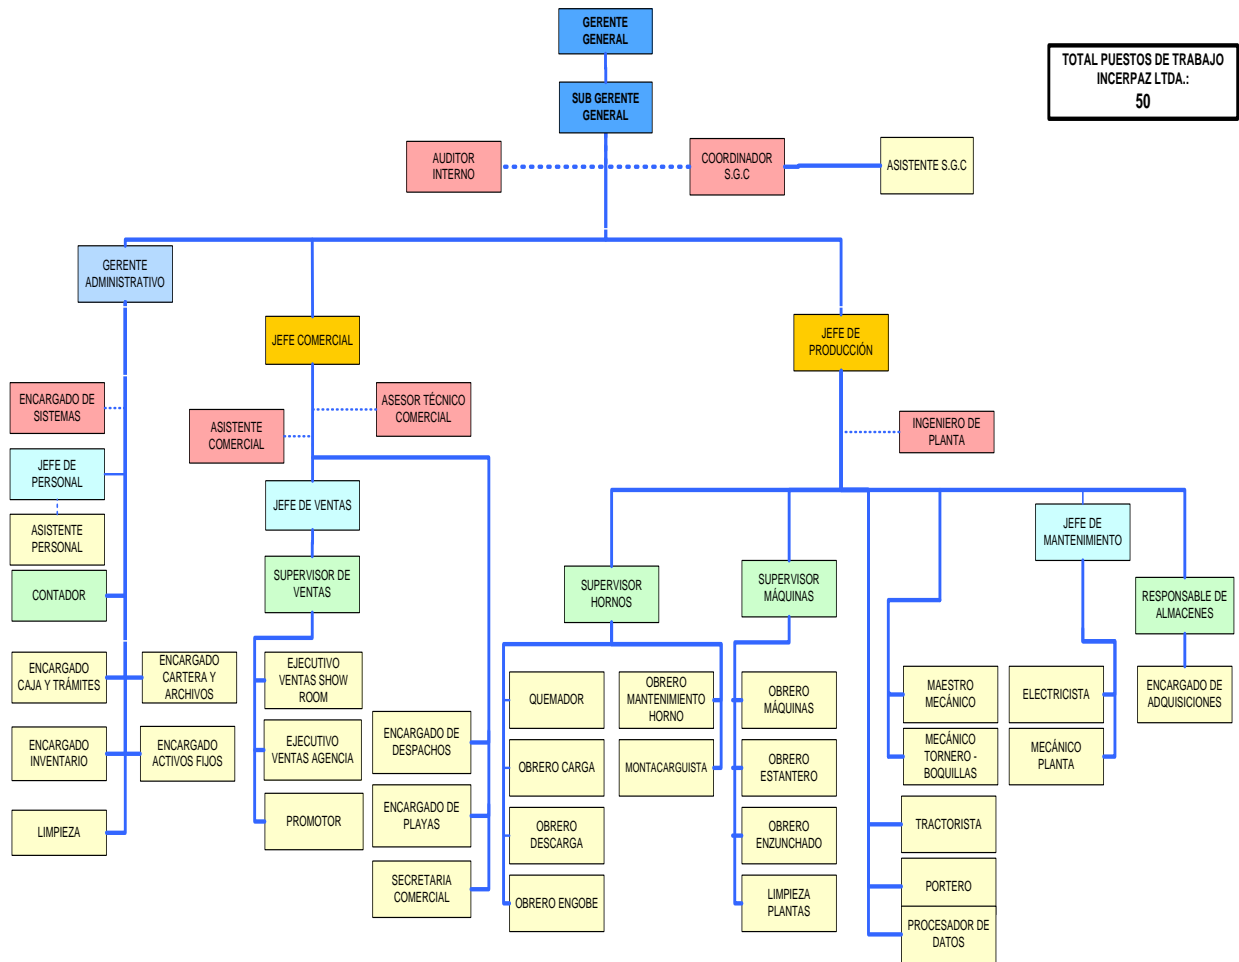 GERENTE
GENERAL
TOTAL PUESTOS DE TRABAJO
INCERPAZ LTDA.:
50
SUB GERENTE
GENERAL
AUDITOR
INTERNO
COORDINADOR
S.G.C
ASISTENTE S.G.C
GERENTE
ADMINISTRATIVO
JEFE COMERCIAL
JEFE DE
PRODUCCIÓN
ENCARGADO DE
SISTEMAS
ASISTENTE
COMERCIAL
ASESOR TÉCNICO
COMERCIAL
INGENIERO DE
PLANTA
JEFE DE
PERSONAL
ASISTENTE
PERSONAL
CONTADOR
JEFE DE VENTAS
SUPERVISOR DE
VENTAS
JEFE DE
MANTENIMIENTO
SUPERVISOR
HORNOS
SUPERVISOR
MÁQUINAS
RESPONSABLE DE
ALMACENES
ENCARGADO
CAJA Y TRÁMITES
ENCARGADO
CARTERA Y
ARCHIVOS
ENCARGADO
INVENTARIO
ENCARGADO
ACTIVOS FIJOS
LIMPIEZA
EJECUTIVO
VENTAS SHOW
ROOM
EJECUTIVO
VENTAS AGENCIA
PROMOTOR
ENCARGADO DE
DESPACHOS
ENCARGADO DE
PLAYAS
SECRETARIA
COMERCIAL
QUEMADOR
OBRERO CARGA
OBRERO
DESCARGA
OBRERO ENGOBE
OBRERO
MANTENIMIENTO
HORNO
MONTACARGUISTA
OBRERO
MÁQUINAS
OBRERO
ESTANTERO
OBRERO
ENZUNCHADO
LIMPIEZA
PLANTAS
MAESTRO
MECÁNICO
MECÁNICO
TORNERO -
BOQUILLAS
TRACTORISTA
PORTERO
PROCESADOR DE
DATOS
ELECTRICISTA
MECÁNICO
PLANTA
ENCARGADO DE
ADQUISICIONES